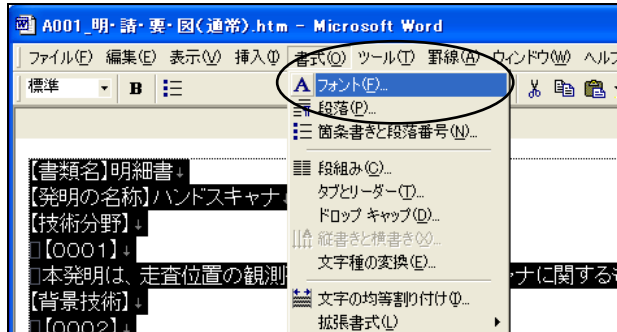 A001_明・請・要・図(通常).htm - Microsoft Word
ファイル(F) 編集(E) 表示(V) 挿入(I) 書式(O) ツール(T) 罫線(A) ウィンドウ(W) ヘル
標準 B
A フォント(F)...
段落(P)...
箇条書きと段落番号(N)...
段組み(C)...
タブとリーダー(T)...
ドロップ キャップ(D)...
縦書きと横書き(X)...
文字種の変換(E)...
文字の均等割り付け(I)...
拡張書式(L)
【書類名】明細書↓
【発明の名称】ハンドスキャナ
【技術分野】↓
□【0001】↓
□本発明は、走査位置の観測 ャナに関する
【背景技術】↓
□【0002】↓